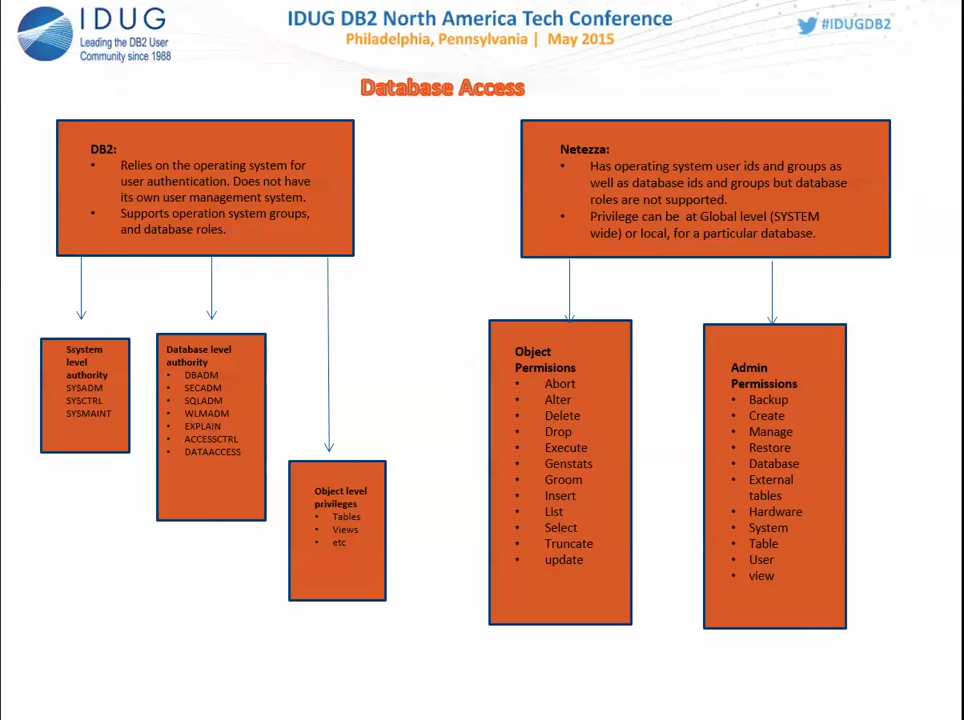 IDUG
Leading the DB2 User
Community since 1988
IDUG DB2 North America Tech Conference
Philadelphia, Pennsylvania | May 2015
#IDUGDB2
Database Access
DB2:
• Relies on the operating system for
user authentication. Does not have
its own user management system.
• Supports operation system groups,
and database roles.
Netezza:
• Has operating system user ids and groups as
well as database ids and groups but database
roles are not supported.
• Privilege can be at Global level (SYSTEM
wide) or local, for a particular database.
Ssystem
level
authority
SYSADM
SYSCTRL
SYSMAINT
Database level
authority
• DBADM
• SECADM
• SQLADM
• WLMADM
• EXPLAIN
• ACCESSCTRL
• DATAACCESS
Object level
privileges
• Tables
• Views
• etc
Object
Permisions
• Abort
• Alter
• Delete
• Drop
• Execute
• Genstats
• Groom
• Insert
• List
• Select
• Truncate
• update
Admin
Permissions
• Backup
• Create
• Manage
• Restore
• Database
• External
tables
• Hardware
• System
• Table
• User
• view